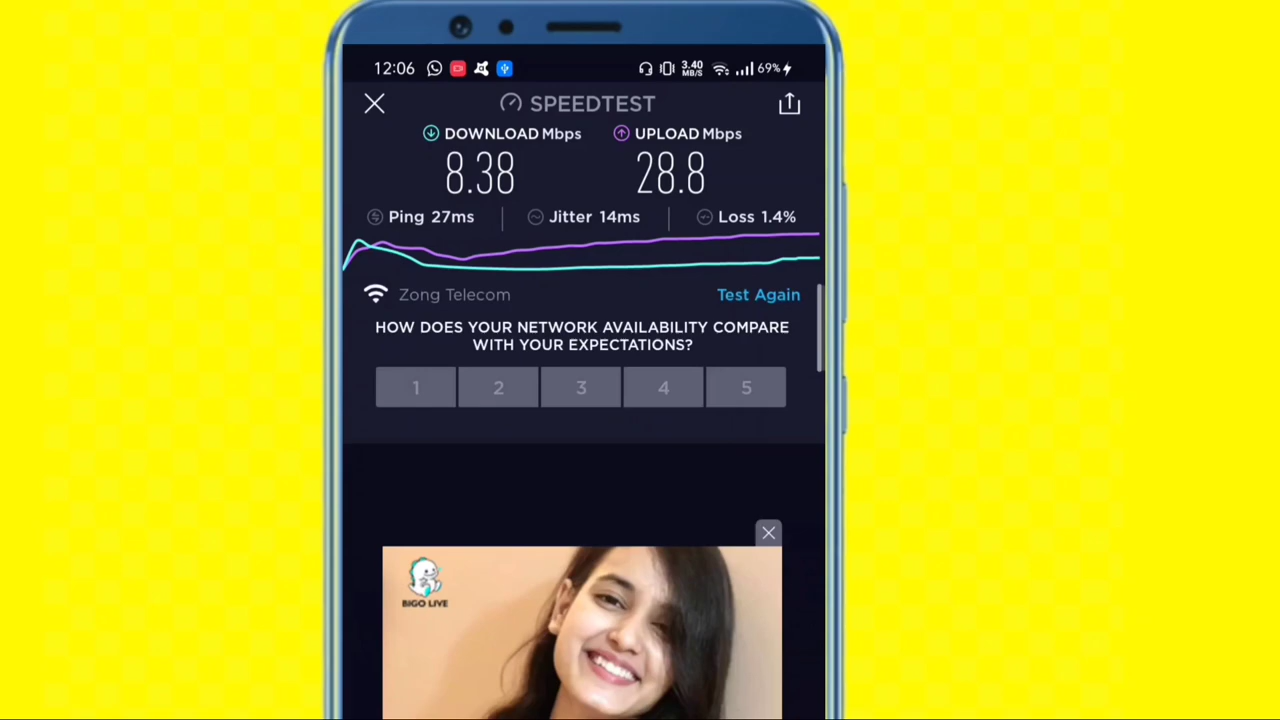 12:06 3.40 MB/S 69%
SPEEDTEST
DOWNLOAD Mbps UPLOAD Mbps
8.38 28.8
Ping 27ms Jitter 14ms Loss 1.4%
Zong Telecom Test Again
HOW DOES YOUR NETWORK AVAILABILITY COMPARE
WITH YOUR EXPECTATIONS?
1 2 3 4 5
BIGO LIVE